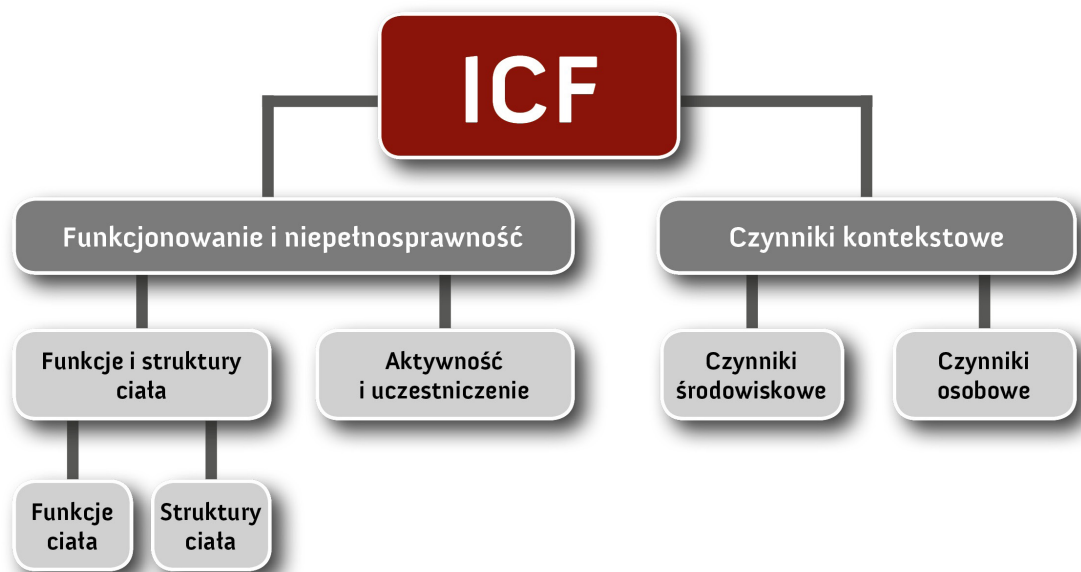 ICF
Funkcjonowanie i niepełnosprawność
Czynniki kontekstowe
Funkcje i struktury
ciała
Aktywność
i uczestniczenie
Czynniki
środowiskowe
Czynniki
osobowe
Funkcje
ciała
Struktury
ciała